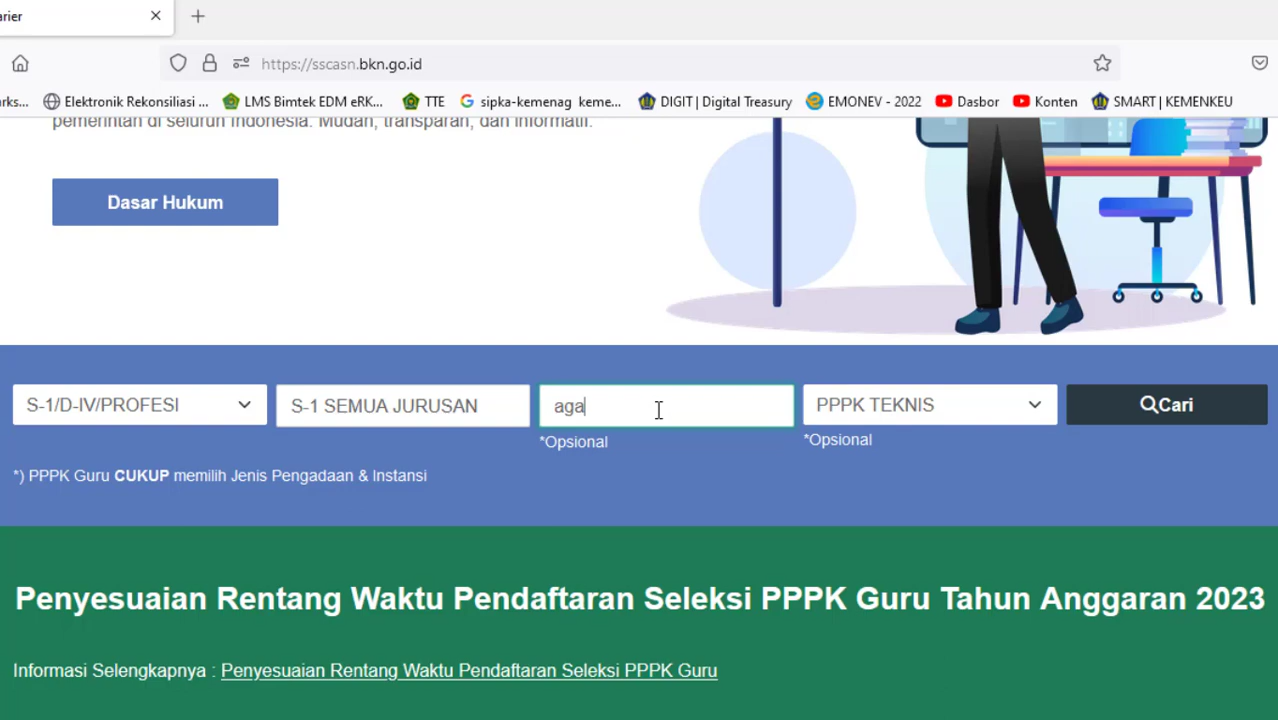 arier
https://sscasn.bkn.go.id
rks... Elektronik Rekonsiliasi ... LMS Bimtek EDM eRK... TTE sipka-kemenag keme... DIGIT | Digital Treasury EMONEV - 2022 Dasbor Konten SMART | KEMENKEU
pemerintah di seluruh Indonesia. Mudah, transparan, dan informatif.
Dasar Hukum
S-1/D-IV/PROFESI S-1 SEMUA JURUSAN aga PPPK TEKNIS Cari
*Opsional *Opsional
*) PPPK Guru CUKUP memilih Jenis Pengadaan & Instansi
Penyesuaian Rentang Waktu Pendaftaran Seleksi PPPK Guru Tahun Anggaran 2023
Informasi Selengkapnya : Penyesuaian Rentang Waktu Pendaftaran Seleksi PPPK Guru